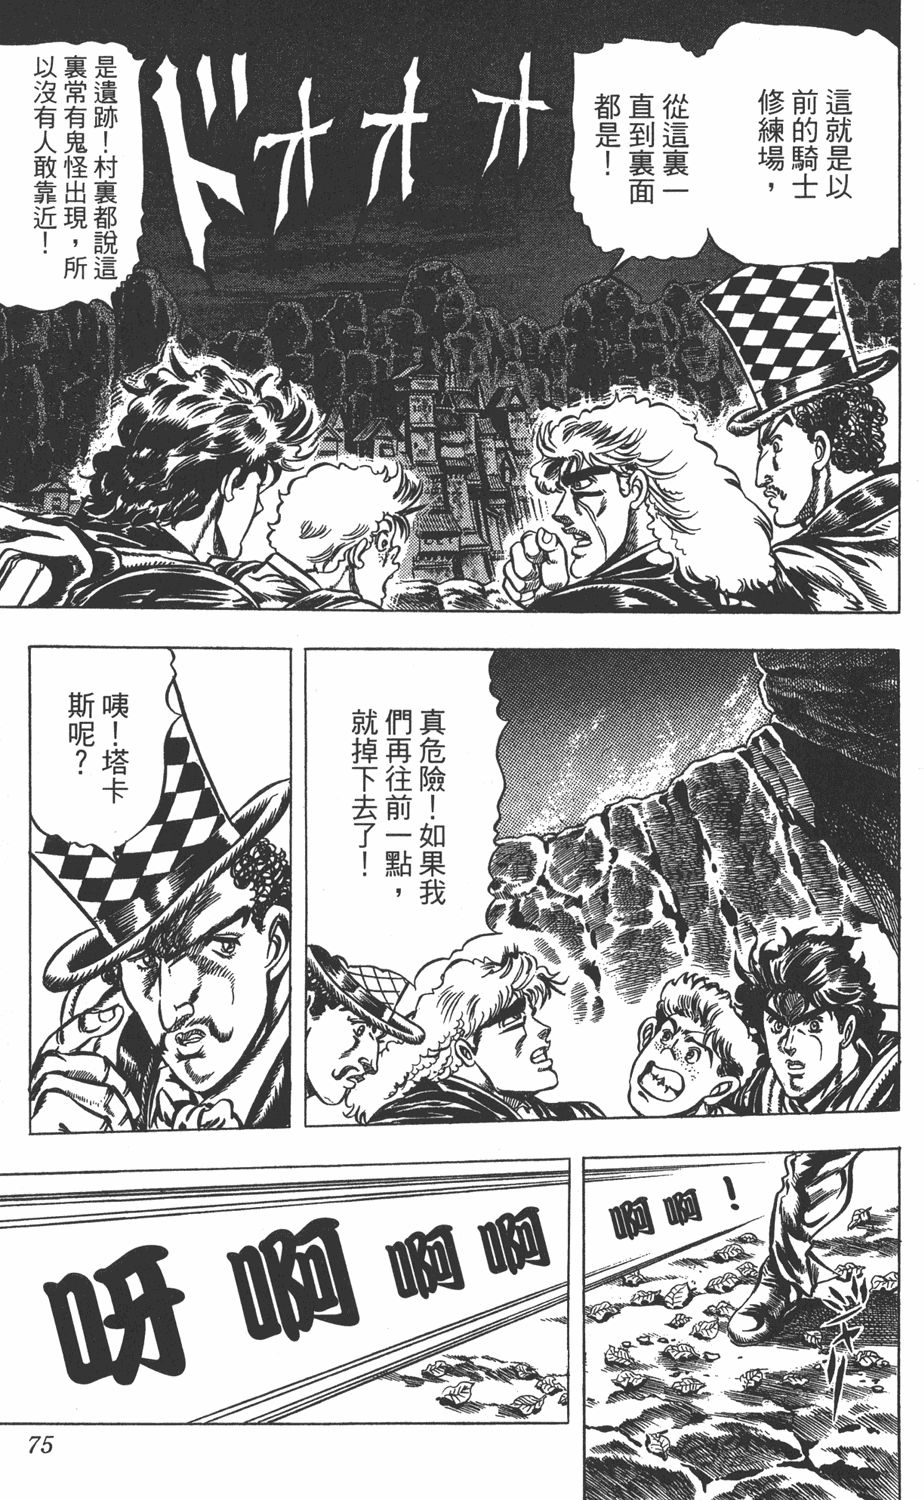 這就是以
前的騎士
修練場，
從這裏一
直到裏面
都是！
ドオオオ
是遺跡！村裏都說這
裏常有鬼怪出現，所
以沒有人敢靠近！
真危險！如果我
們再往前一點，
就掉下去了！
咦！塔卡
斯呢？
啊啊！
呀啊啊啊
75